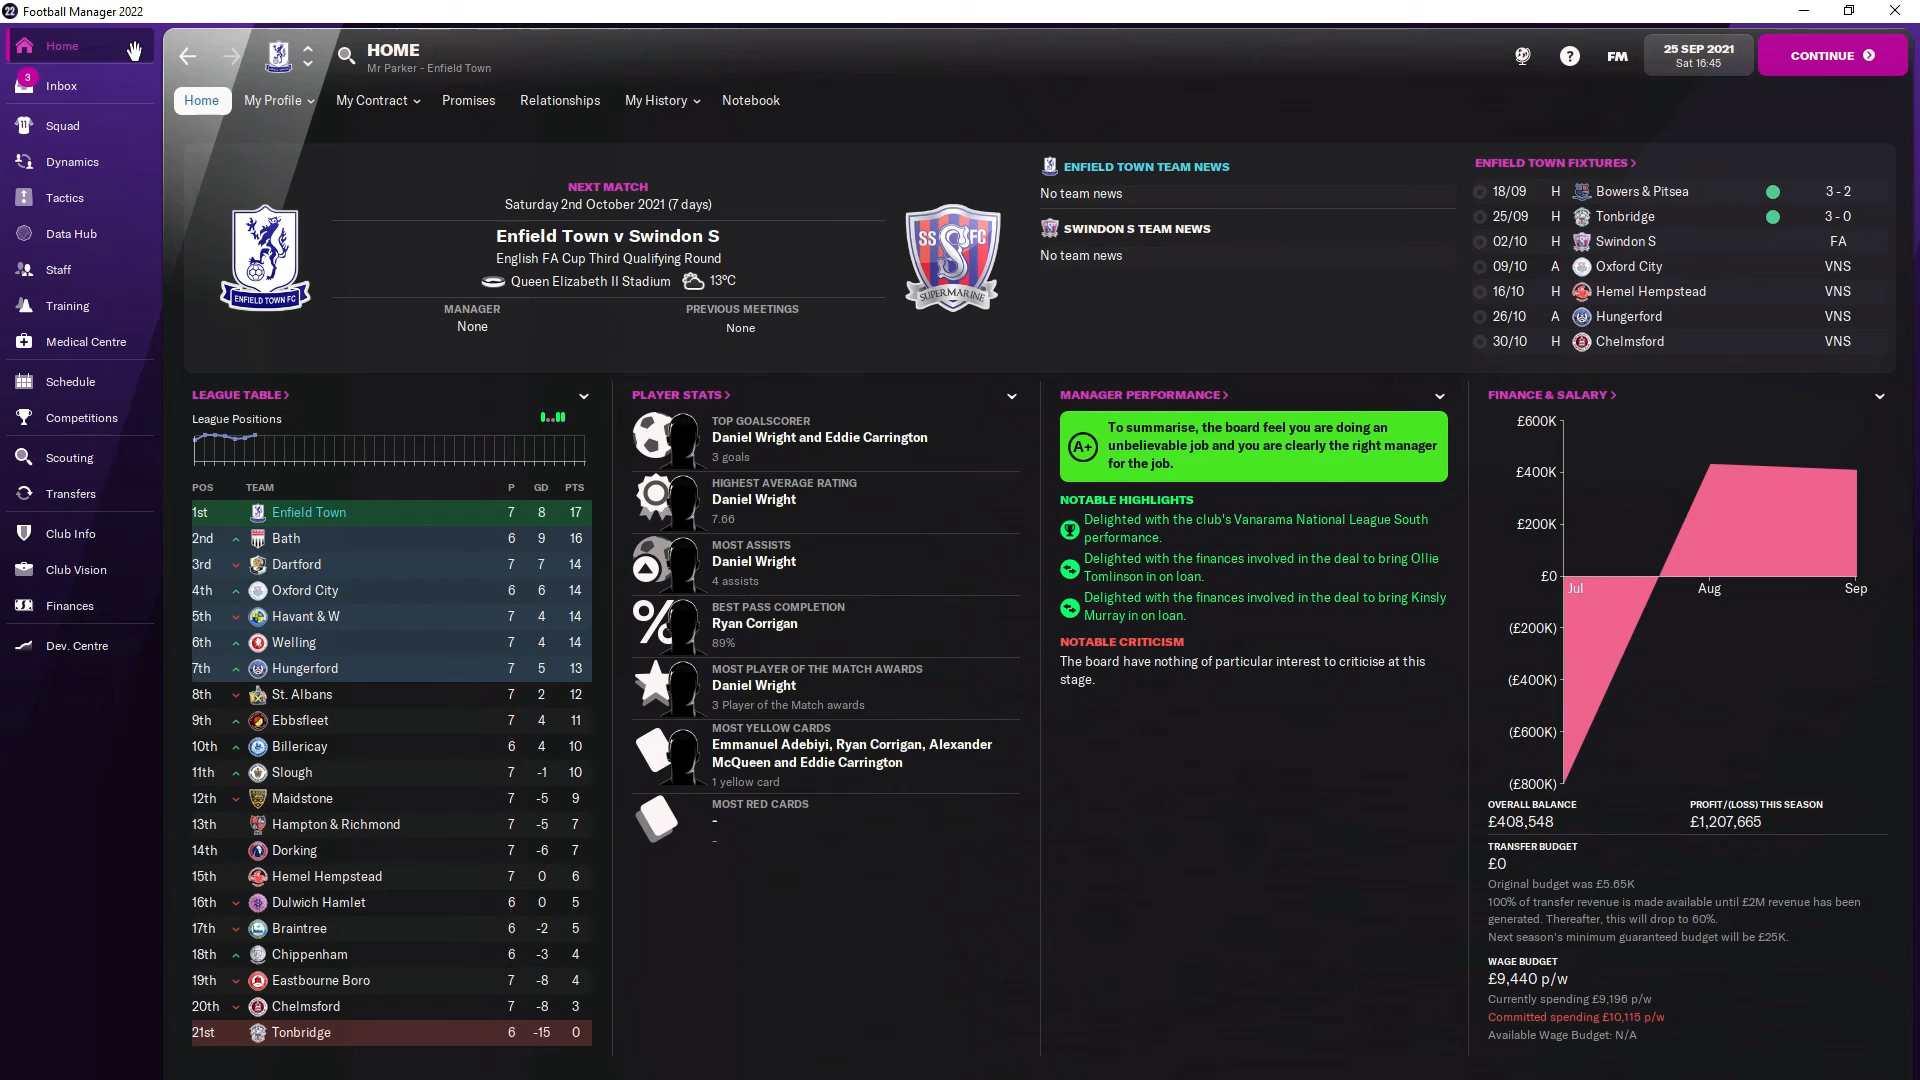 Football Manager 2022
Home
3
Inbox
Squad
Dynamics
Tactics
Data Hub
Staff
Training
Medical Centre
Schedule
Competitions
Scouting
Transfers
Club Info
Club Vision
Finances
Dev. Centre
HOME
Mr Parker - Enfield Town
FM
25 SEP 2021
Sat 16:45
CONTINUE
Home My Profile My Contract Promises Relationships My History Notebook
ENFIELD TOWN FC
NEXT MATCH
Saturday 2nd October 2021 (7 days)
Enfield Town v Swindon S
English FA Cup Third Qualifying Round
Queen Elizabeth II Stadium 13°C
MANAGER
None
PREVIOUS MEETINGS
None
SS FC
SUPERMARINE
ENFIELD TOWN TEAM NEWS
No team news
SWINDON S TEAM NEWS
No team news
ENFIELD TOWN FIXTURES >
18/09 H Bowers & Pitsea 3 - 2
25/09 H Tonbridge 3 - 0
02/10 H Swindon S FA
09/10 A Oxford City VNS
16/10 H Hemel Hempstead VNS
26/10 A Hungerford VNS
30/10 H Chelmsford VNS
LEAGUE TABLE >
League Positions
POS TEAM P GD PTS
1st Enfield Town 7 8 17
2nd Bath 6 9 16
3rd Dartford 7 7 14
4th Oxford City 6 6 14
5th Havant & W 7 4 14
6th Welling 7 4 14
7th Hungerford 7 5 13
8th St. Albans 7 2 12
9th Ebbsfleet 7 4 11
10th Billericay 6 4 10
11th Slough 7 -1 10
12th Maidstone 7 -5 9
13th Hampton & Richmond 7 -5 7
14th Dorking 7 -6 7
15th Hemel Hempstead 7 0 6
16th Dulwich Hamlet 6 0 5
17th Braintree 6 -2 5
18th Chippenham 6 -3 4
19th Eastbourne Boro 7 -8 4
20th Chelmsford 7 -8 3
21st Tonbridge 6 -15 0
PLAYER STATS >
TOP GOALSCORER
Daniel Wright and Eddie Carrington
3 goals
HIGHEST AVERAGE RATING
Daniel Wright
7.66
MOST ASSISTS
Daniel Wright
4 assists
BEST PASS COMPLETION
Ryan Corrigan
89%
MOST PLAYER OF THE MATCH AWARDS
Daniel Wright
3 Player of the Match awards
MOST YELLOW CARDS
Emmanuel Adebiyi, Ryan Corrigan, Alexander
McQueen and Eddie Carrington
1 yellow card
MOST RED CARDS
-
-
MANAGER PERFORMANCE >
A+
To summarise, the board feel you are doing an
unbelievable job and you are clearly the right manager
for the job.
NOTABLE HIGHLIGHTS
Delighted with the club's Vanarama National League South
performance.
Delighted with the finances involved in the deal to bring Ollie
Tomlinson in on loan.
Delighted with the finances involved in the deal to bring Kinsly
Murray in on loan.
NOTABLE CRITICISM
The board have nothing of particular interest to criticise at this
stage.
FINANCE & SALARY >
£600K
£400K
£200K
£0
(£200K)
(£400K)
(£600K)
(£800K)
Jul Aug Sep
OVERALL BALANCE
£408,548
PROFIT/(LOSS) THIS SEASON
£1,207,665
TRANSFER BUDGET
£0
Original budget was £5.65K
100% of transfer revenue is made available until £2M revenue has been
generated. Thereafter, this will drop to 60%.
Next season's minimum guaranteed budget will be £25K.
WAGE BUDGET
£9,440 p/w
Currently spending £9,196 p/w
Committed spending £10,115 p/w
Available Wage Budget: N/A